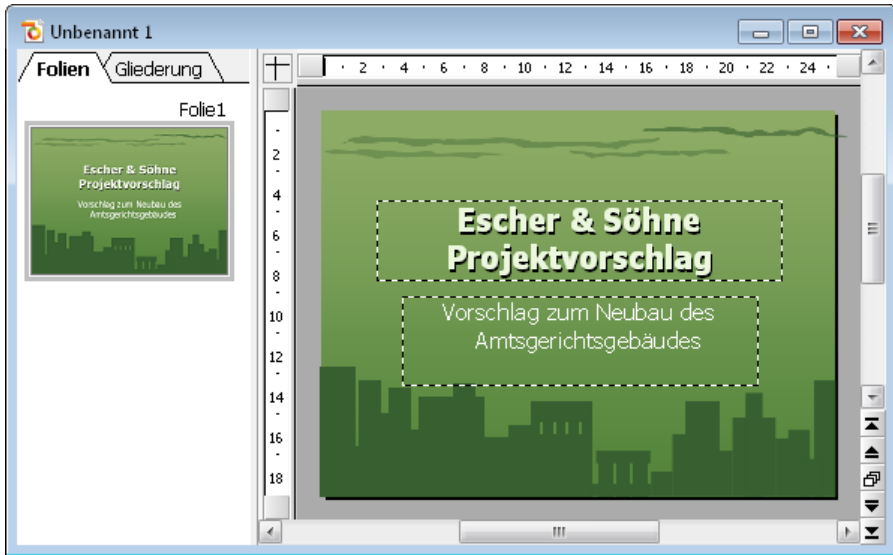 Unbenannt 1
Folien Gliederung
2 4 6 8 10 12 14 16 18 20 22 24
Folie1
Escher & Söhne
Projektvorschlag
Vorschlag zum Neubau des
Amtsgerichtsgebäudes
2
4
6
8
10
12
14
16
18
Escher & Söhne
Projektvorschlag
Vorschlag zum Neubau des
Amtsgerichtsgebäudes